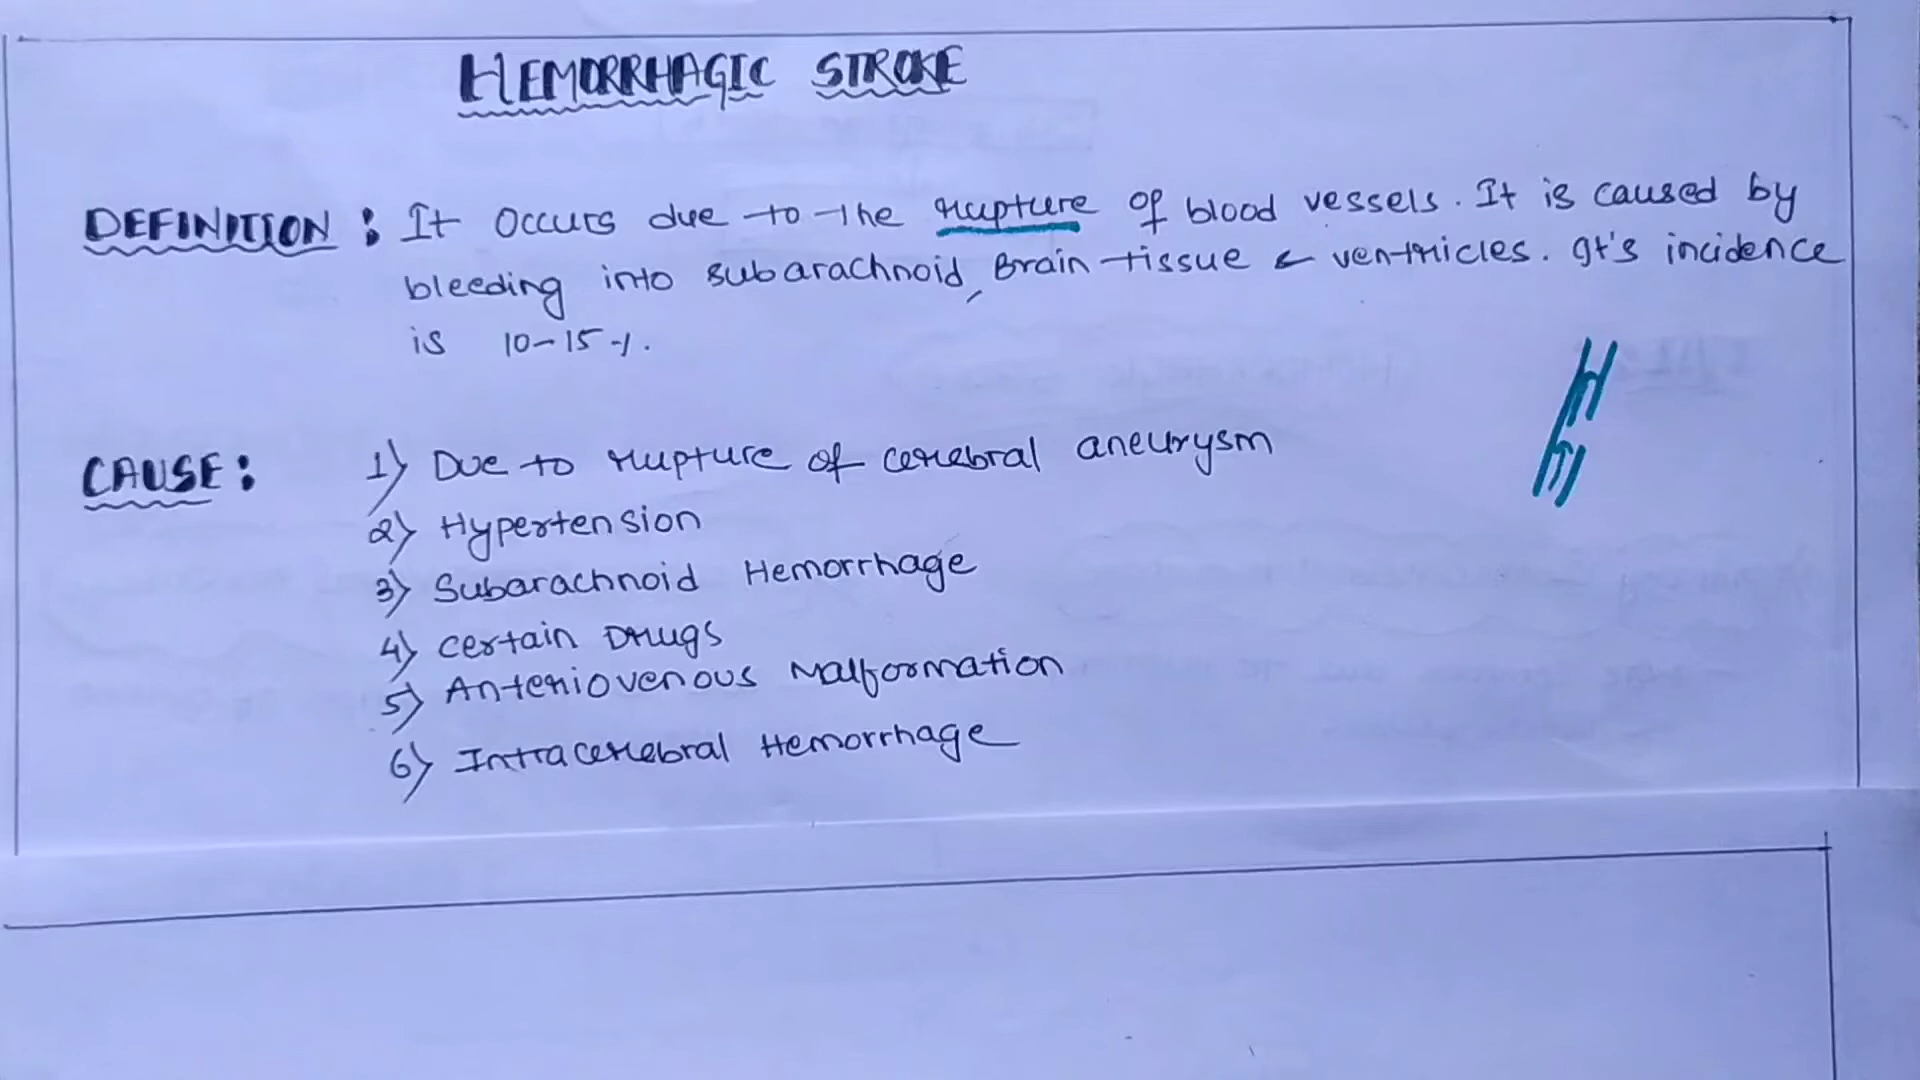 HEMORRHAGIC STROKE
DEFINITION : It occurs due to the rupture of blood vessels. It is caused by
bleeding into subarachnoid, Brain tissue & ventricles. It's incidence
is 10-15 %.
CAUSE : 1) Due to rupture of cerebral aneurysm
2) Hypertension
3) Subarachnoid Hemorrhage
4) certain Drugs
5) Arteriovenous Malformation
6) Intracerebral Hemorrhage